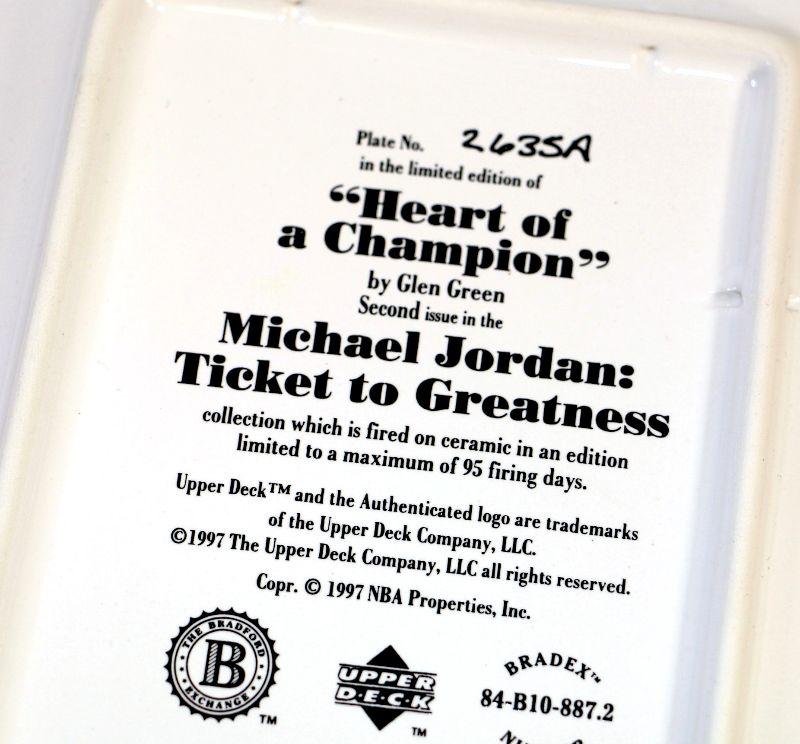 Plate No. 2635A
in the limited edition of
“Heart of
a Champion”
by Glen Green
Second issue in the
Michael Jordan:
Ticket to Greatness
collection which is fired on ceramic in an edition
limited to a maximum of 95 firing days.
Upper Deck™ and the Authenticated logo are trademarks
of the Upper Deck Company, LLC.
©1997 The Upper Deck Company, LLC all rights reserved.
Copr. © 1997 NBA Properties, Inc.
THE BRADFORD
B
EXCHANGE
™
UPPER
D·E·C·K
™
BRADEX™
84-B10-887.2